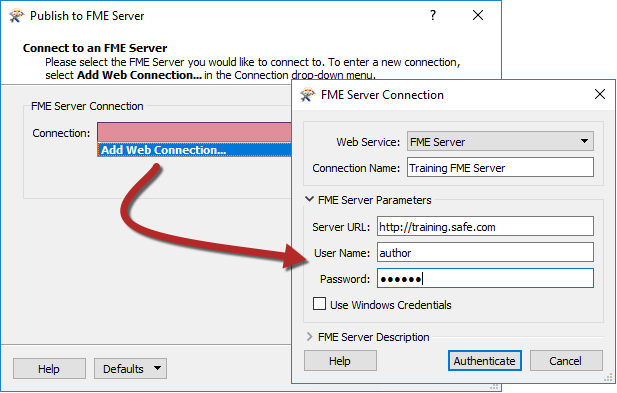 Publish to FME Server
Connect to an FME Server
Please select the FME Server you would like to connect to. To enter a new connection,
select Add Web Connection... in the Connection drop-down menu.
FME Server Connection
Connection:
Add Web Connection...
Help
Defaults
FME Server Connection
Web Service: FME Server
Connection Name: Training FME Server
FME Server Parameters
Server URL: http://training.safe.com
User Name: author
Password: ●●●●●●
Use Windows Credentials
FME Server Description
Help
Authenticate
Cancel